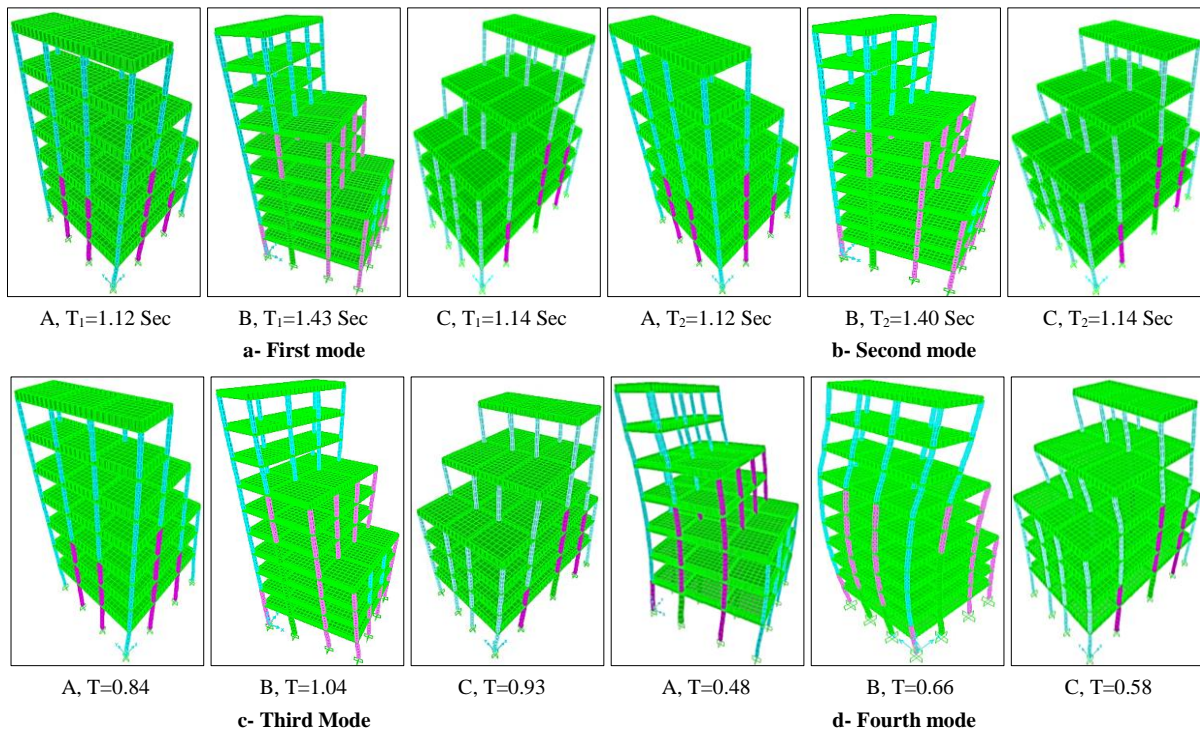 A, T₁=1.12 Sec B, T₁=1.43 Sec C, T₁=1.14 Sec A, T₂=1.12 Sec B, T₂=1.40 Sec C, T₂=1.14 Sec
a- First mode b- Second mode
A, T=0.84 B, T=1.04 C, T=0.93 A, T=0.48 B, T=0.66 C, T=0.58
c- Third Mode d- Fourth mode